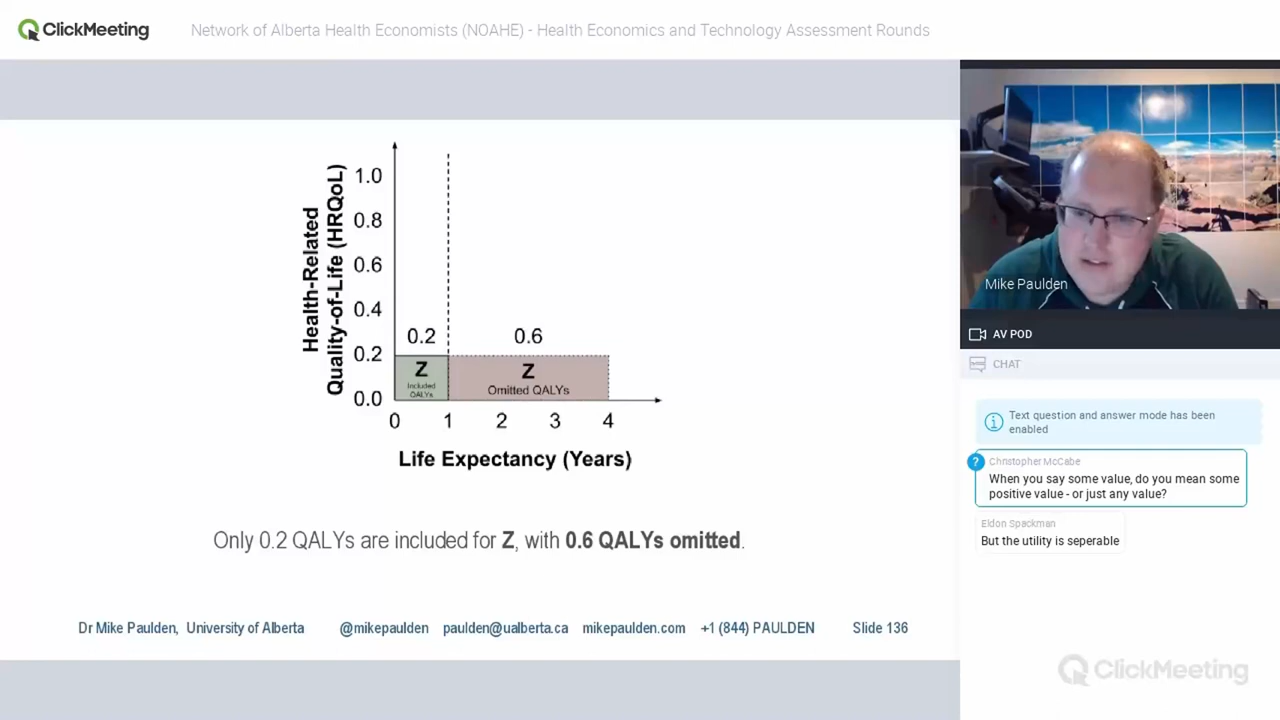 ClickMeeting
Network of Alberta Health Economists (NOAHE) - Health Economics and Technology Assessment Rounds
Health-Related
Quality-of-Life (HRQoL)
1.0
0.8
0.6
0.4
0.2
0.0
0.2
0.6
Z
Included
QALYs
Z
Omitted QALYs
0 1 2 3 4
Life Expectancy (Years)
Only 0.2 QALYs are included for Z, with 0.6 QALYs omitted.
Dr Mike Paulden, University of Alberta @mikepaulden paulden@ualberta.ca mikepaulden.com +1 (844) PAULDEN Slide 136
Mike Paulden
AV POD
CHAT
Text question and answer mode has been
enabled
?
Christopher McCabe
When you say some value, do you mean some
positive value - or just any value?
Eldon Spackman
But the utility is seperable
ClickMeeting